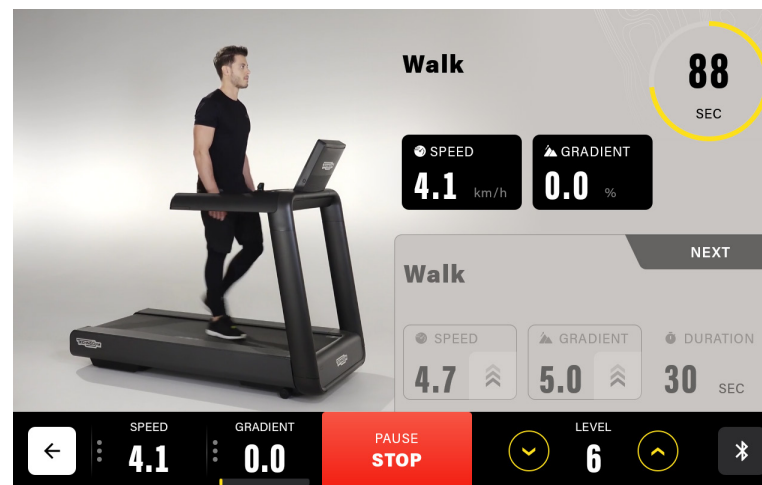 Walk
88
SEC
SPEED
4.1 km/h
GRADIENT
0.0 %
NEXT
Walk
SPEED
4.7
GRADIENT
5.0
DURATION
30 SEC
SPEED
4.1
GRADIENT
0.0
PAUSE
STOP
LEVEL
6